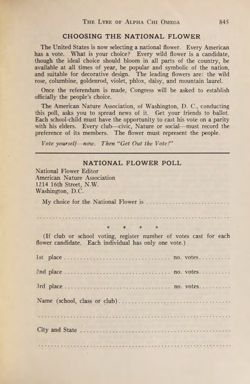 The Lyre of Alpha Chi Omega 845
CHOOSING THE NATIONAL FLOWER
The United States is now selecting a national flower. Every American
has a vote. What is your choice? Every wild flower is a candidate,
though the ideal choice should bloom in all parts of the country, be
available at all times of year, be popular and symbolic of the nation,
and suitable for decorative design. The leading flowers are: the wild
rose, columbine, goldenrod, violet, phlox, daisy, and mountain laurel.
Once the referendum is made, Congress will be asked to establish
officially the people's choice.
The American Nature Association, of Washington, D. C., conducting
this poll, asks you to spread news of it. Get your friends to ballot.
Each school-child must have the opportunity to cast his vote on a parity
with his elders. Every club—civic, Nature or social—must record the
preference of its members. The flower must represent the people.
Vote yourself—now. Then "Get Out the Vote!"
NATIONAL FLOWER POLL
National Flower Editor
American Nature Association
1214 16th Street, N.W.
Washington, D.C.
My choice for the National Flower is
* * * *
(If club or school voting, register number of votes cast for each
flower candidate. Each individual has only one vote.)
1st place no. votes
2nd place no. votes
3rd place no. votes
Name (school, class or club)
City and State